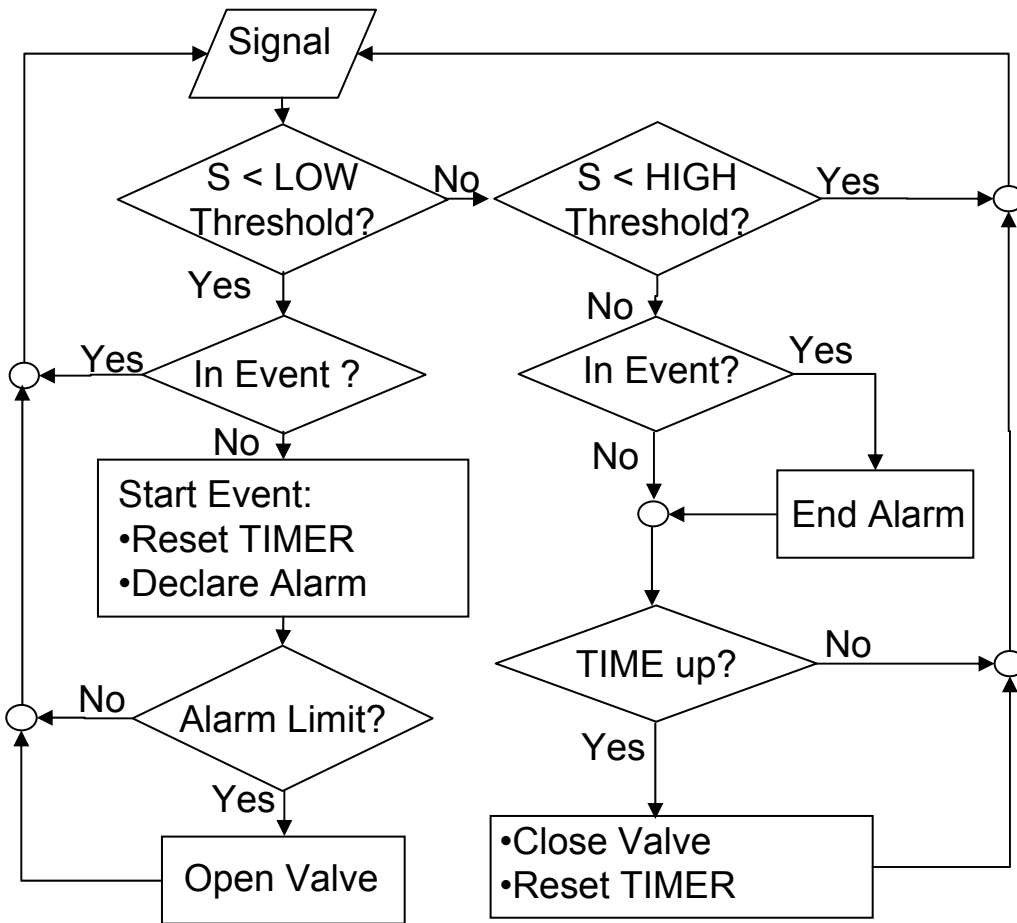 Signal
S < LOW
Threshold?
No
S < HIGH
Threshold?
Yes
Yes
No
Yes
In Event ?
In Event?
Yes
No
No
Start Event:
•Reset TIMER
•Declare Alarm
End Alarm
TIME up?
No
No
Alarm Limit?
Yes
Yes
Open Valve
•Close Valve
•Reset TIMER